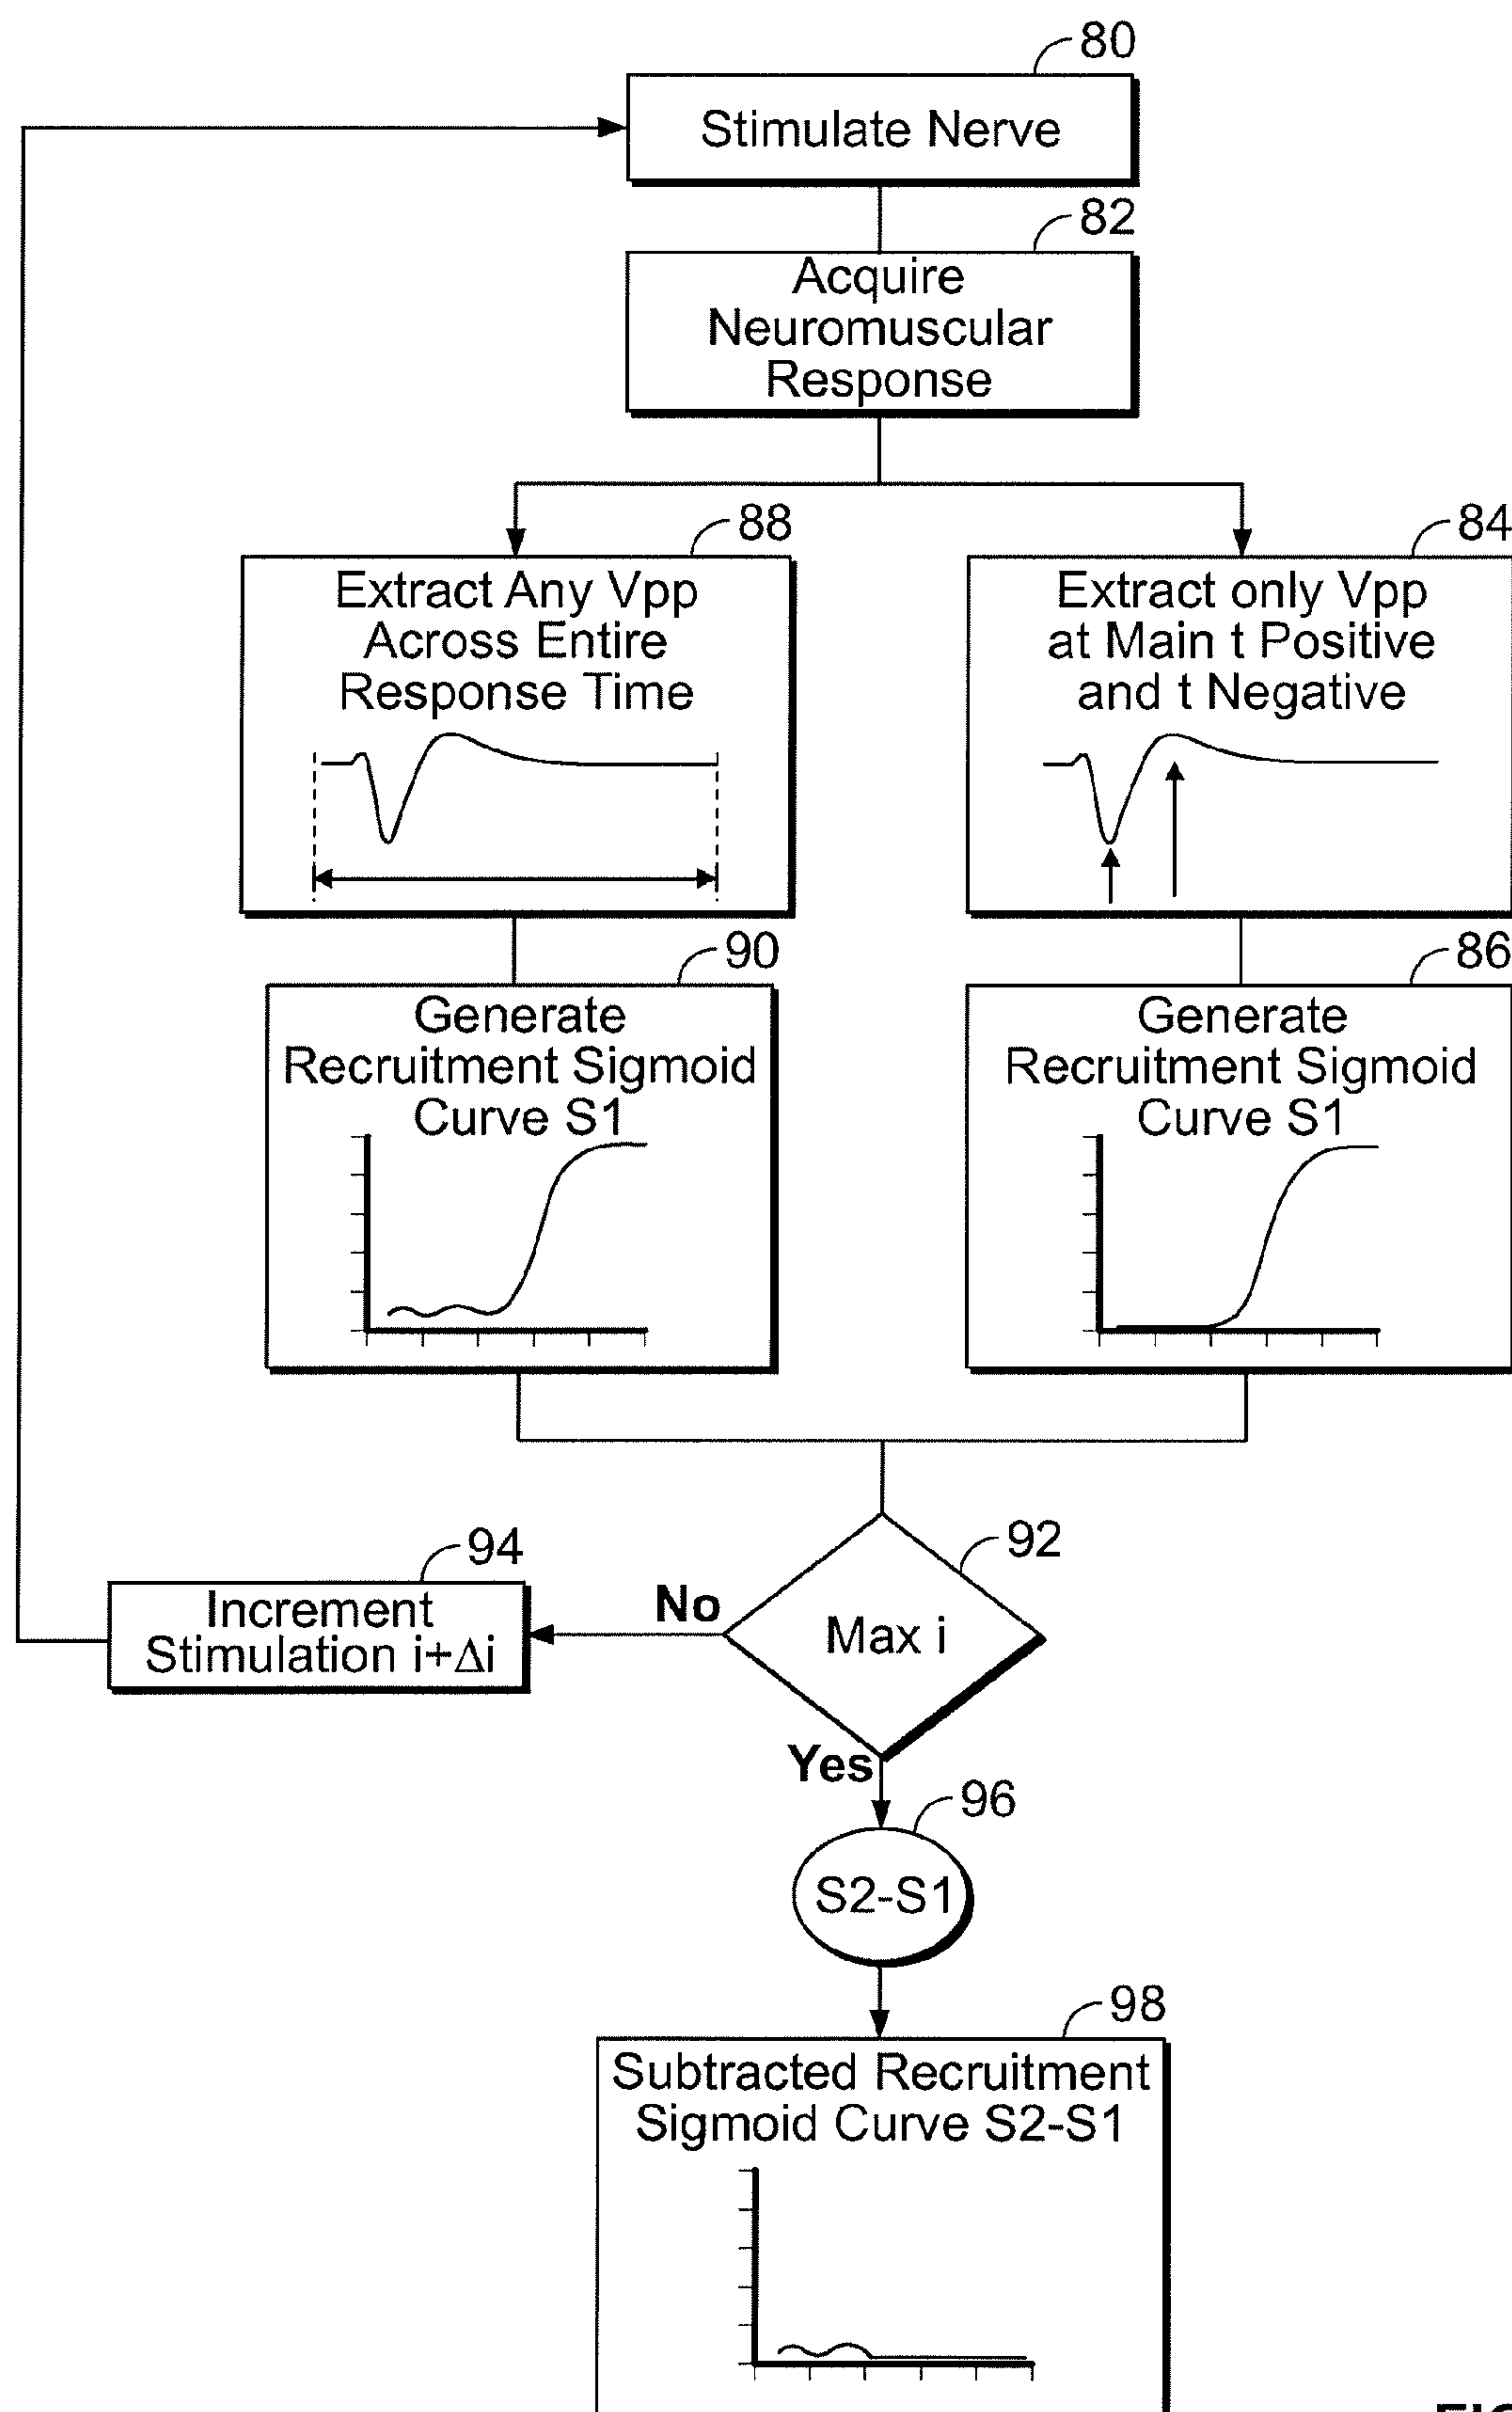 80
Stimulate Nerve
82
Acquire
Neuromuscular
Response
88
Extract Any Vpp
Across Entire
Response Time
84
Extract only Vpp
at Main t Positive
and t Negative
90
Generate
Recruitment Sigmoid
Curve S1
86
Generate
Recruitment Sigmoid
Curve S1
92
Max i
No
94
Increment
Stimulation i+Δi
Yes
96
S2-S1
98
Subtracted Recruitment
Sigmoid Curve S2-S1